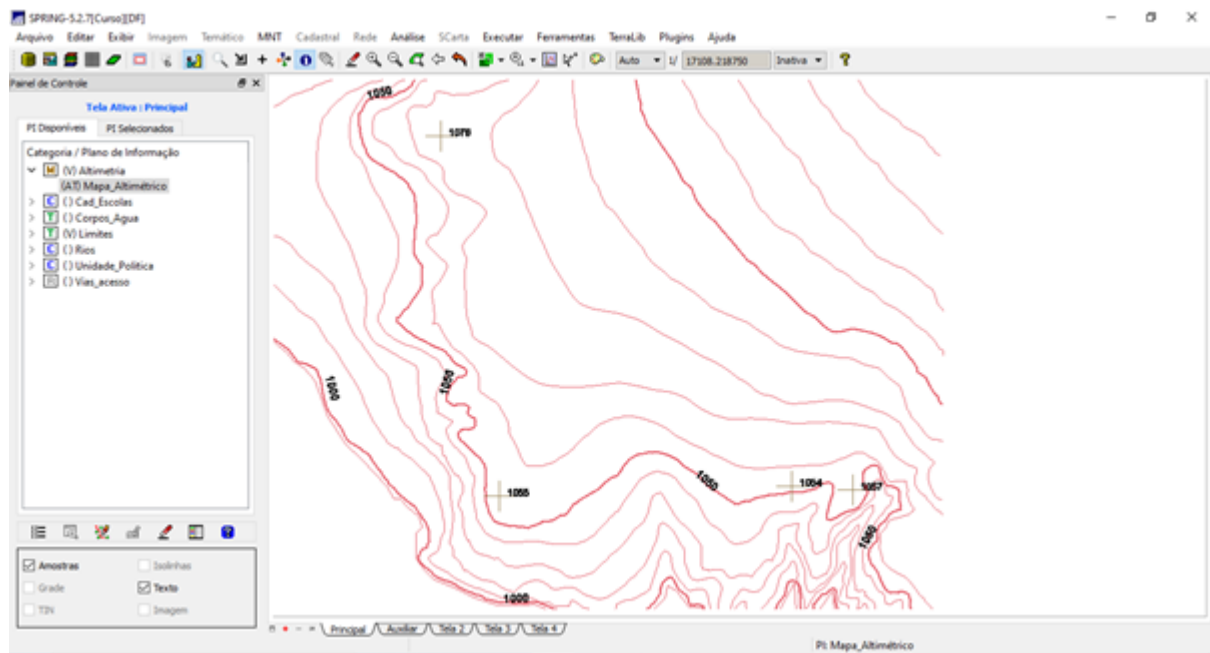 SPRING-5.2.7[Curso][DF]
Arquivo Editar Exibir Imagem Temático MNT Cadastral Rede Análise SCarta Executar Ferramentas TerraLib Plugins Ajuda
Auto 1/ 17108.218750 Inativa
Painel de Controle
Tela Ativa : Principal
PI Disponíveis PI Selecionados
Categoria / Plano de Informação
(V) Altimetria
(AT) Mapa_Altimétrico
( ) Cad_Escolas
( ) Corpos_Agua
(V) Limites
( ) Rios
( ) Unidade_Politica
( ) Vias_acesso
Amostras Isolinhas
Grade Texto
TIN Imagem
1050
1078
1000
1050
1055
1050
1054
1057
1000
Principal Auxiliar Tela 2 Tela 3 Tela 4
PI: Mapa_Altimétrico